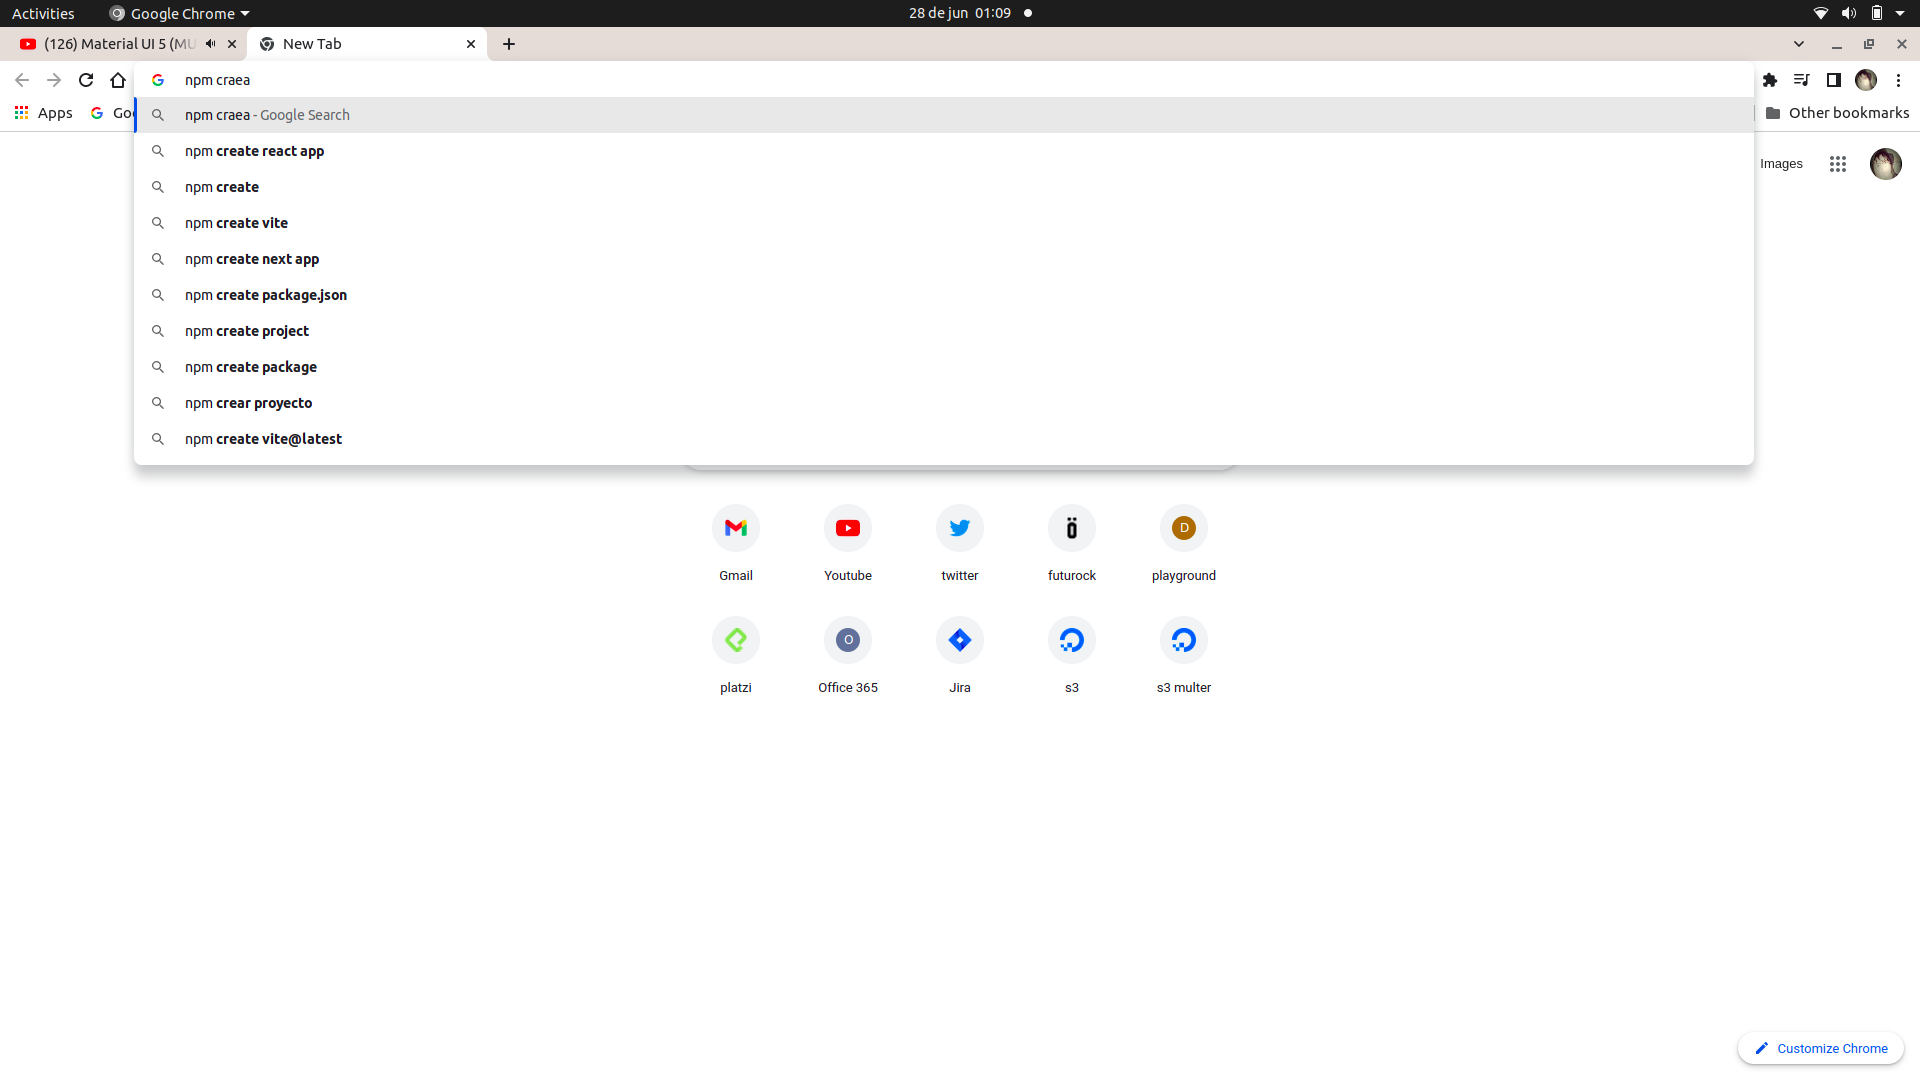 Activities
Google Chrome
28 de jun 01:09
(126) Material UI 5 (MU
New Tab
npm craea
Apps
Goo
Other bookmarks
npm craea - Google Search
npm create react app
npm create
npm create vite
npm create next app
npm create package.json
npm create project
npm create package
npm crear proyecto
npm create vite@latest
Images
Gmail
Youtube
twitter
ö
futurock
D
playground
platzi
O
Office 365
Jira
s3
s3 multer
Customize Chrome